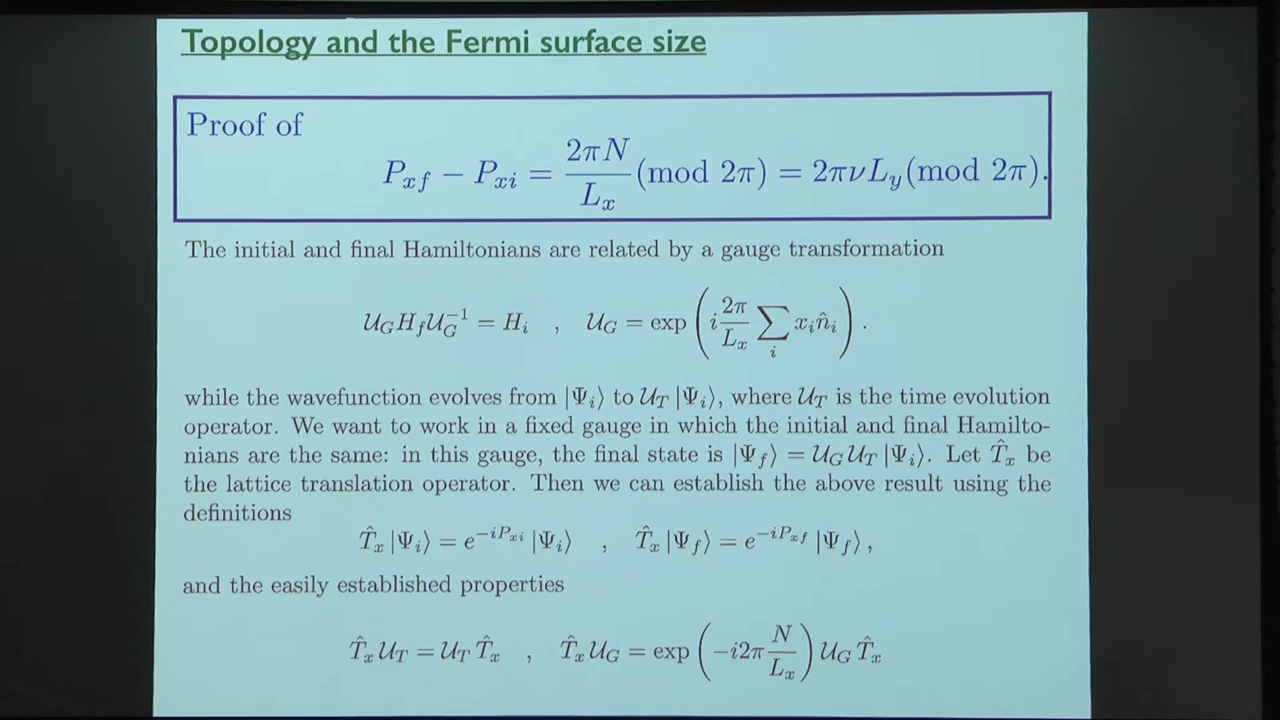 Topology and the Fermi surface size
Proof of
P_{xf} − P_{xi} = \frac{2πN}{L_x} (mod 2π) = 2πνL_y (mod 2π).
The initial and final Hamiltonians are related by a gauge transformation
𝒰_G H_f 𝒰_G^{−1} = H_i , 𝒰_G = exp ( i \frac{2π}{L_x} ∑_i x_i n̂_i ) .
while the wavefunction evolves from |Ψ_i⟩ to 𝒰_T |Ψ_i⟩, where 𝒰_T is the time evolution
operator. We want to work in a fixed gauge in which the initial and final Hamilto-
nians are the same: in this gauge, the final state is |Ψ_f⟩ = 𝒰_G 𝒰_T |Ψ_i⟩. Let T̂_x be
the lattice translation operator. Then we can establish the above result using the
definitions
T̂_x |Ψ_i⟩ = e^{−iP_{xi}} |Ψ_i⟩ , T̂_x |Ψ_f⟩ = e^{−iP_{xf}} |Ψ_f⟩ ,
and the easily established properties
T̂_x 𝒰_T = 𝒰_T T̂_x , T̂_x 𝒰_G = exp ( −i2π \frac{N}{L_x} ) 𝒰_G T̂_x